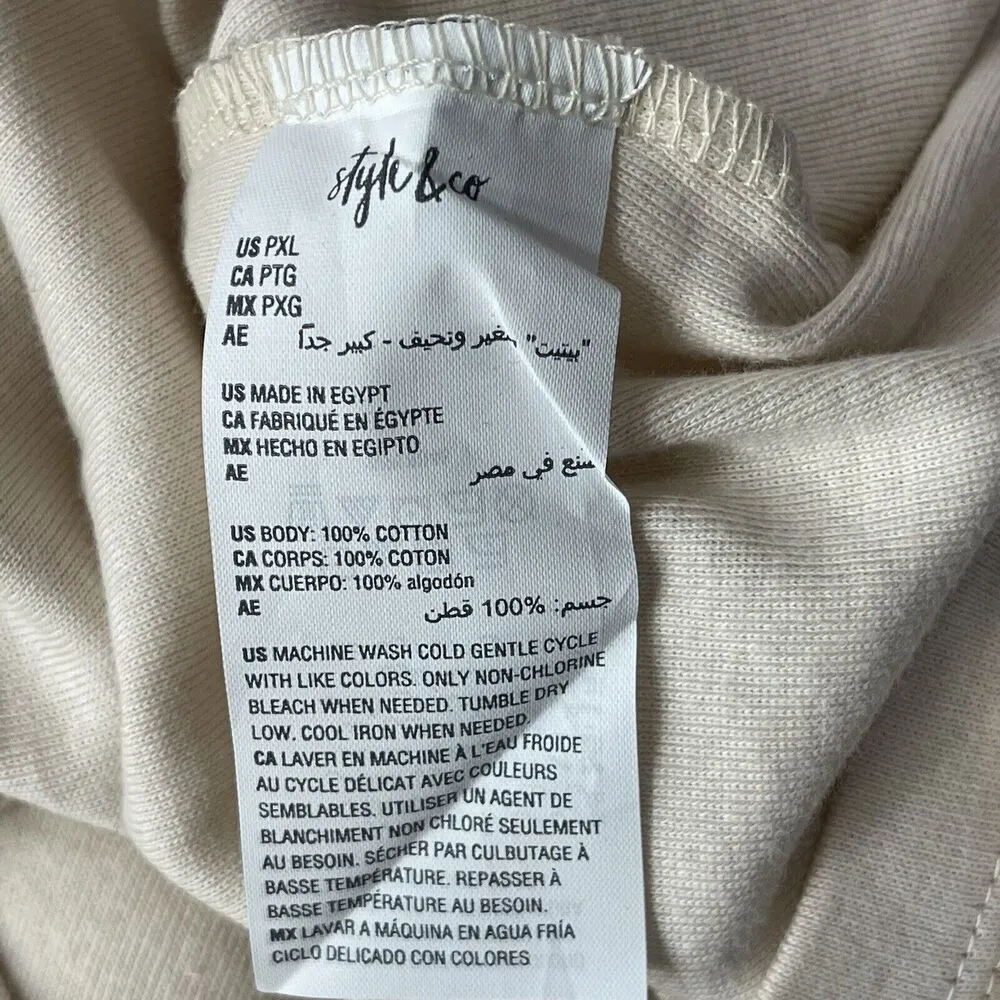 style & co
US PXL
CA PTG
MX PXG
AE "بيتيت" صغير ونحيف - كبير جداً
US MADE IN EGYPT
CA FABRIQUÉ EN ÉGYPTE
MX HECHO EN EGIPTO
AE صنع في مصر
US BODY: 100% COTTON
CA CORPS: 100% COTON
MX CUERPO: 100% algodón
AE جسم: 100% قطن
US MACHINE WASH COLD GENTLE CYCLE
WITH LIKE COLORS. ONLY NON-CHLORINE
BLEACH WHEN NEEDED. TUMBLE DRY
LOW. COOL IRON WHEN NEEDED.
CA LAVER EN MACHINE À L'EAU FROIDE
AU CYCLE DÉLICAT AVEC COULEURS
SEMBLABLES. UTILISER UN AGENT DE
BLANCHIMENT NON CHLORÉ SEULEMENT
AU BESOIN. SÉCHER PAR CULBUTAGE À
BASSE TEMPÉRATURE. REPASSER À
BASSE TEMPÉRATURE AU BESOIN.
MX LAVAR A MÁQUINA EN AGUA FRÍA
CICLO DELICADO CON COLORES